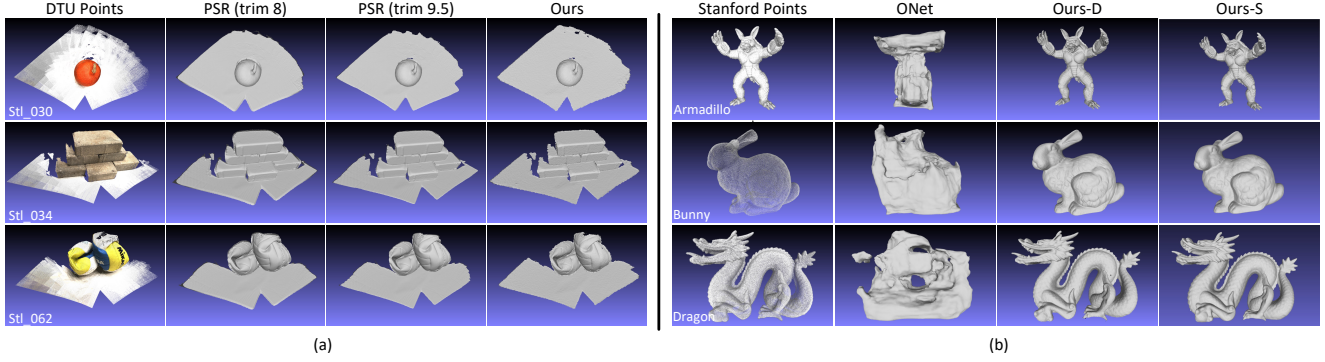 DTU Points PSR (trim 8) PSR (trim 9.5) Ours Stanford Points ONet Ours-D Ours-S
Stl_030 Armadillo
Stl_034 Bunny
Stl_062 Dragon
(a) (b)